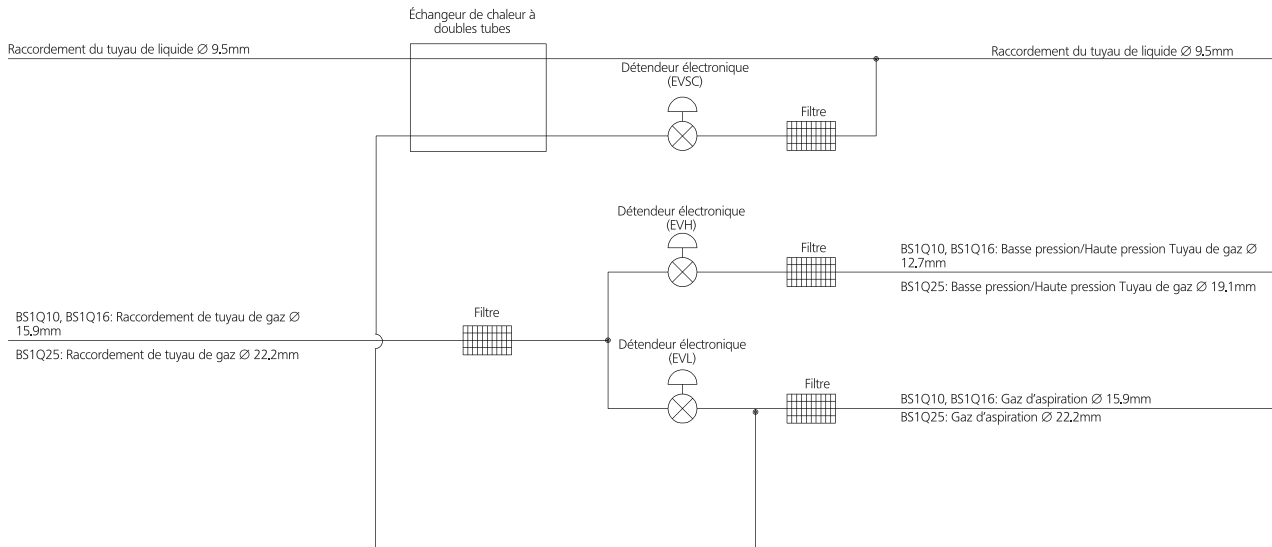 Échangeur de chaleur à
doubles tubes
Raccordement du tuyau de liquide Ø 9.5mm
Raccordement du tuyau de liquide Ø 9.5mm
Détendeur électronique
(EVSC)
Filtre
Détendeur électronique
(EVH)
Filtre
BS1Q10, BS1Q16: Basse pression/Haute pression Tuyau de gaz Ø
12.7mm
BS1Q25: Basse pression/Haute pression Tuyau de gaz Ø 19.1mm
BS1Q10, BS1Q16: Raccordement de tuyau de gaz Ø
15.9mm
BS1Q25: Raccordement de tuyau de gaz Ø 22.2mm
Filtre
Détendeur électronique
(EVL)
Filtre
BS1Q10, BS1Q16: Gaz d'aspiration Ø 15.9mm
BS1Q25: Gaz d'aspiration Ø 22.2mm